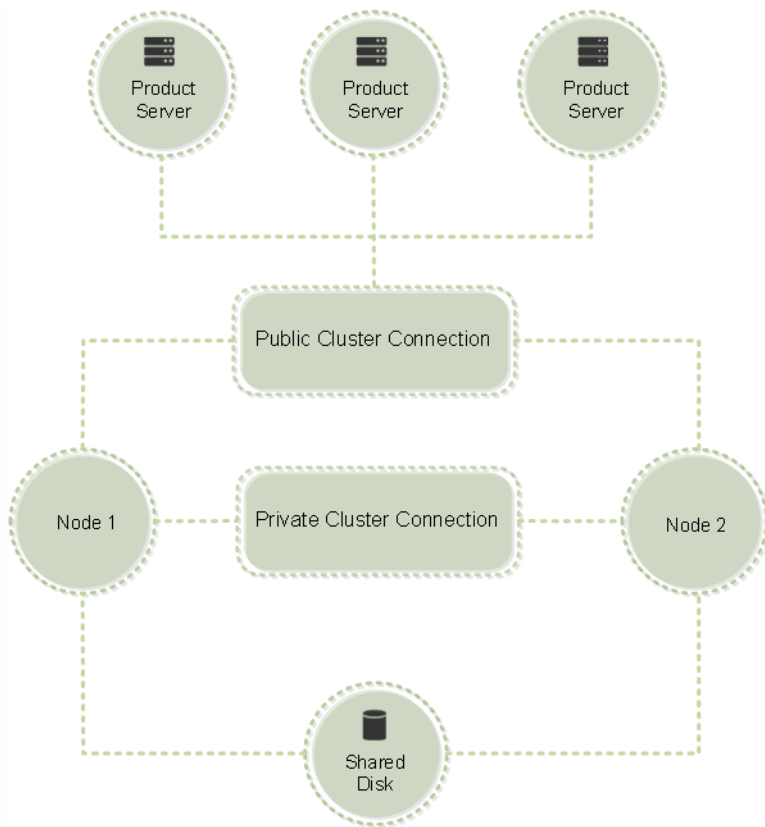 Product
Server
Product
Server
Product
Server
Public Cluster Connection
Node 1
Private Cluster Connection
Node 2
Shared
Disk